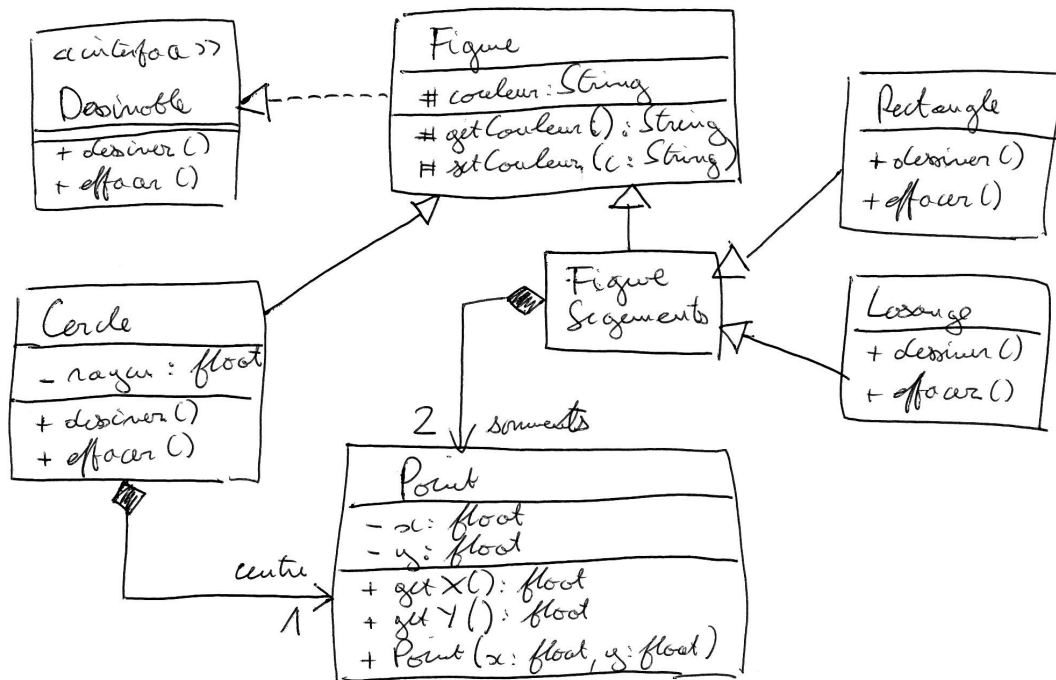 <<interface>>
Dessinable
+ dessiner()
+ effacer()
Figure
# couleur: String
# getCouleur(): String
# setCouleur(c: String)
Rectangle
+ dessiner()
+ effacer()
Cercle
- rayon: float
+ dessiner()
+ effacer()
Figure
Segements
Losange
+ dessiner()
+ effacer()
2 sommets
Point
- x: float
- y: float
+ getX(): float
+ getY(): float
+ Point(x: float, y: float)
centre
1